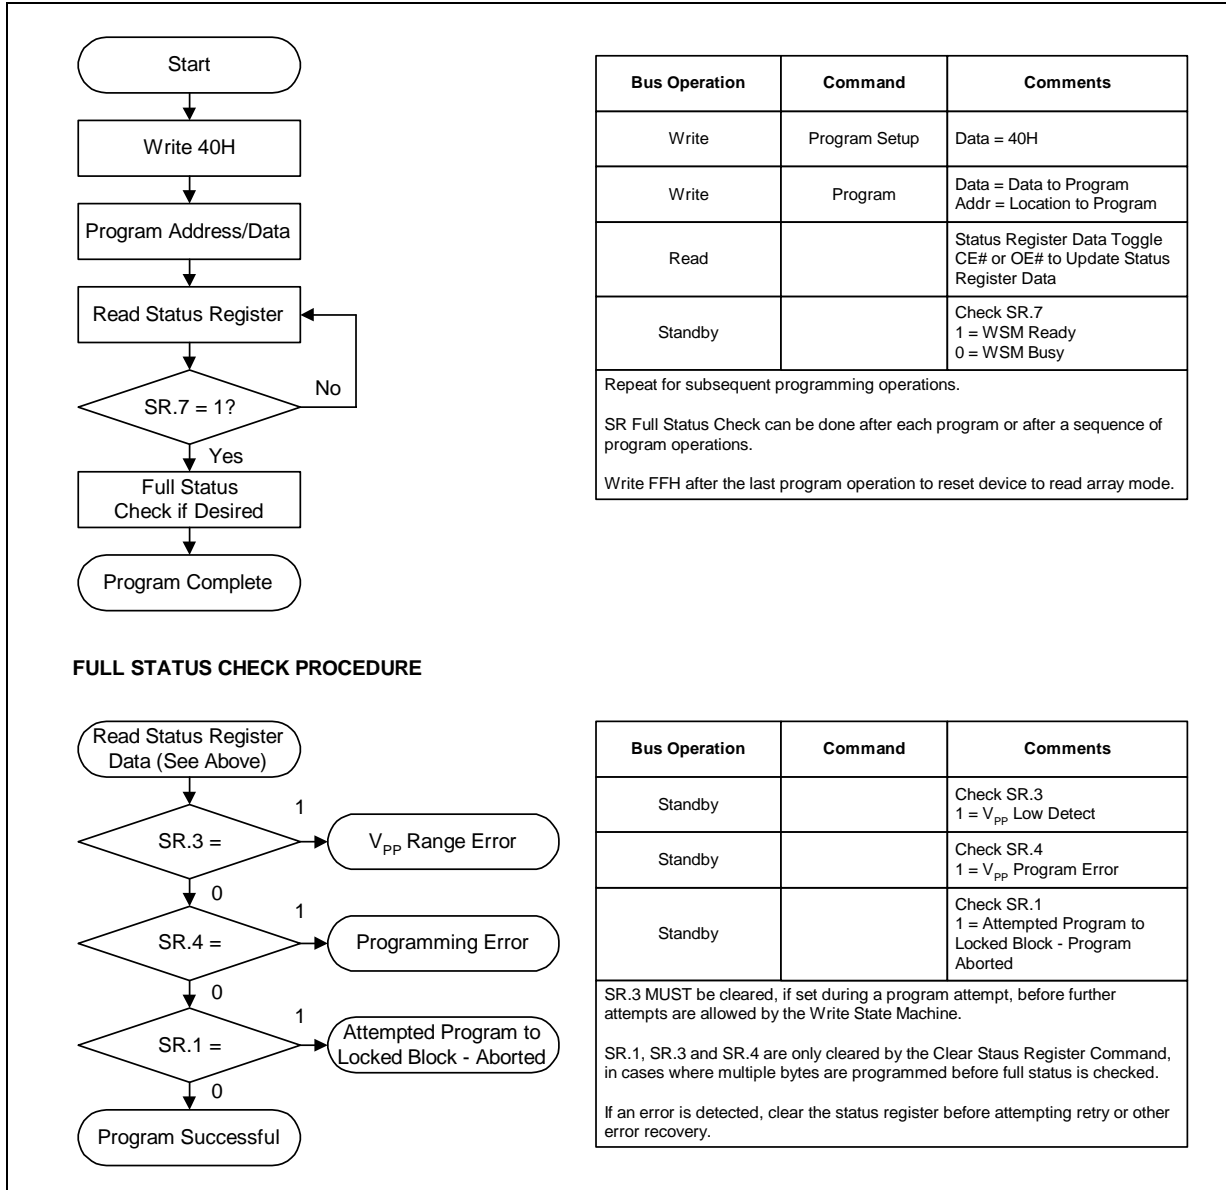 Start
Write 40H
Program Address/Data
Read Status Register
No
SR.7 = 1?
Yes
Full Status
Check if Desired
Program Complete
Bus Operation Command Comments
Write Program Setup Data = 40H
Write Program Data = Data to Program
Addr = Location to Program
Read Status Register Data Toggle
CE# or OE# to Update Status
Register Data
Standby Check SR.7
1 = WSM Ready
0 = WSM Busy
Repeat for subsequent programming operations.
SR Full Status Check can be done after each program or after a sequence of
program operations.
Write FFH after the last program operation to reset device to read array mode.
FULL STATUS CHECK PROCEDURE
Read Status Register
Data (See Above)
1
SR.3 =
VPP Range Error
0
1
SR.4 =
Programming Error
0
1
SR.1 =
Attempted Program to
Locked Block - Aborted
0
Program Successful
Bus Operation Command Comments
Standby Check SR.3
1 = VPP Low Detect
Standby Check SR.4
1 = VPP Program Error
Standby Check SR.1
1 = Attempted Program to
Locked Block - Program
Aborted
SR.3 MUST be cleared, if set during a program attempt, before further
attempts are allowed by the Write State Machine.
SR.1, SR.3 and SR.4 are only cleared by the Clear Staus Register Command,
in cases where multiple bytes are programmed before full status is checked.
If an error is detected, clear the status register before attempting retry or other
error recovery.